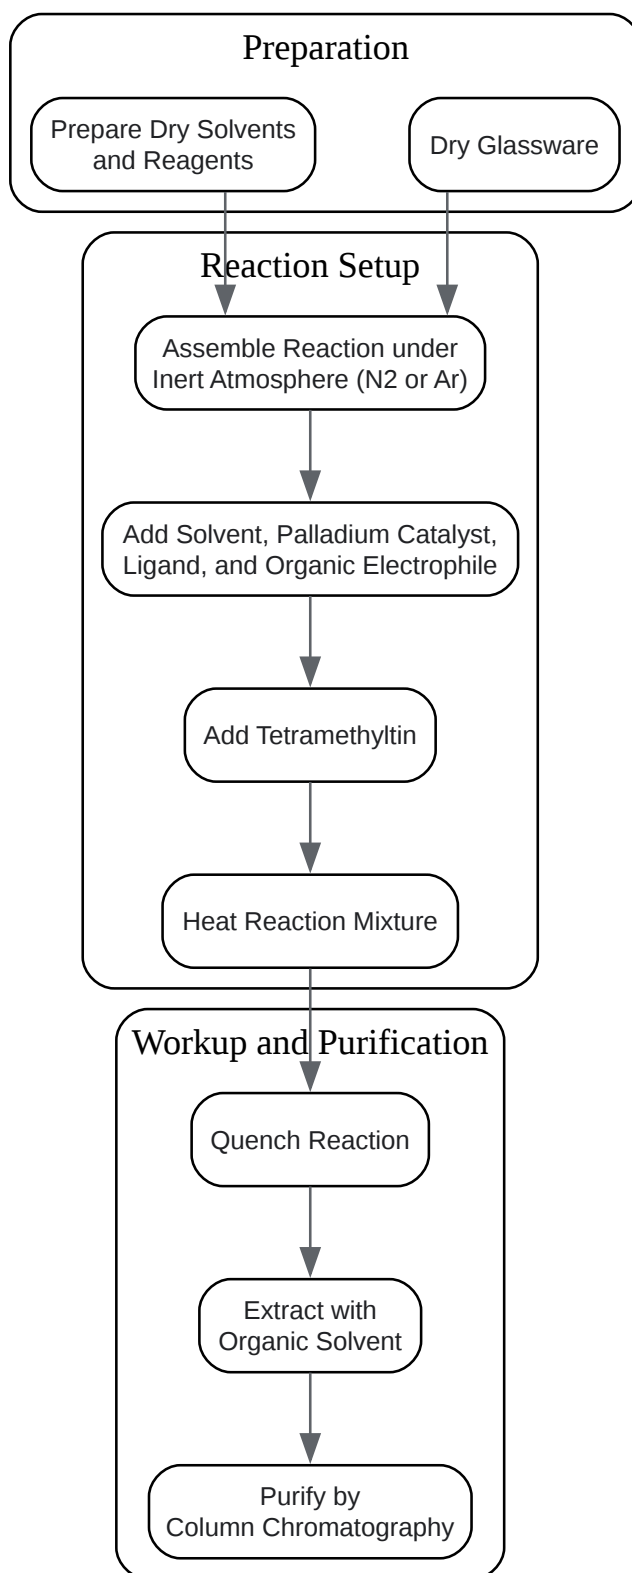 Preparation
Prepare Dry Solvents
and Reagents
Dry Glassware
Reaction Setup
Assemble Reaction under
Inert Atmosphere (N2 or Ar)
Add Solvent, Palladium Catalyst,
Ligand, and Organic Electrophile
Add Tetramethyltin
Heat Reaction Mixture
Workup and Purification
Quench Reaction
Extract with
Organic Solvent
Purify by
Column Chromatography